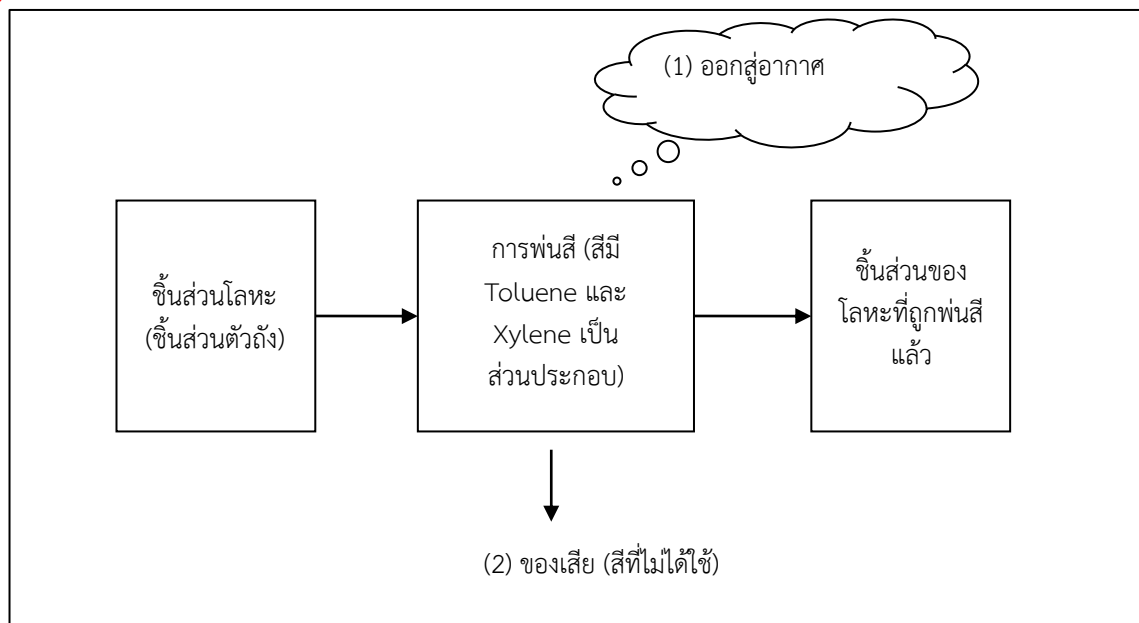 (1) ออกสู่อากาศ
ชิ้นส่วนโลหะ
(ชิ้นส่วนตัวถัง)
การพ่นสี (สีมี
Toluene และ
Xylene เป็น
ส่วนประกอบ)
ชิ้นส่วนของ
โลหะที่ถูกพ่นสี
แล้ว
(2) ของเสีย (สีที่ไม่ได้ใช้)